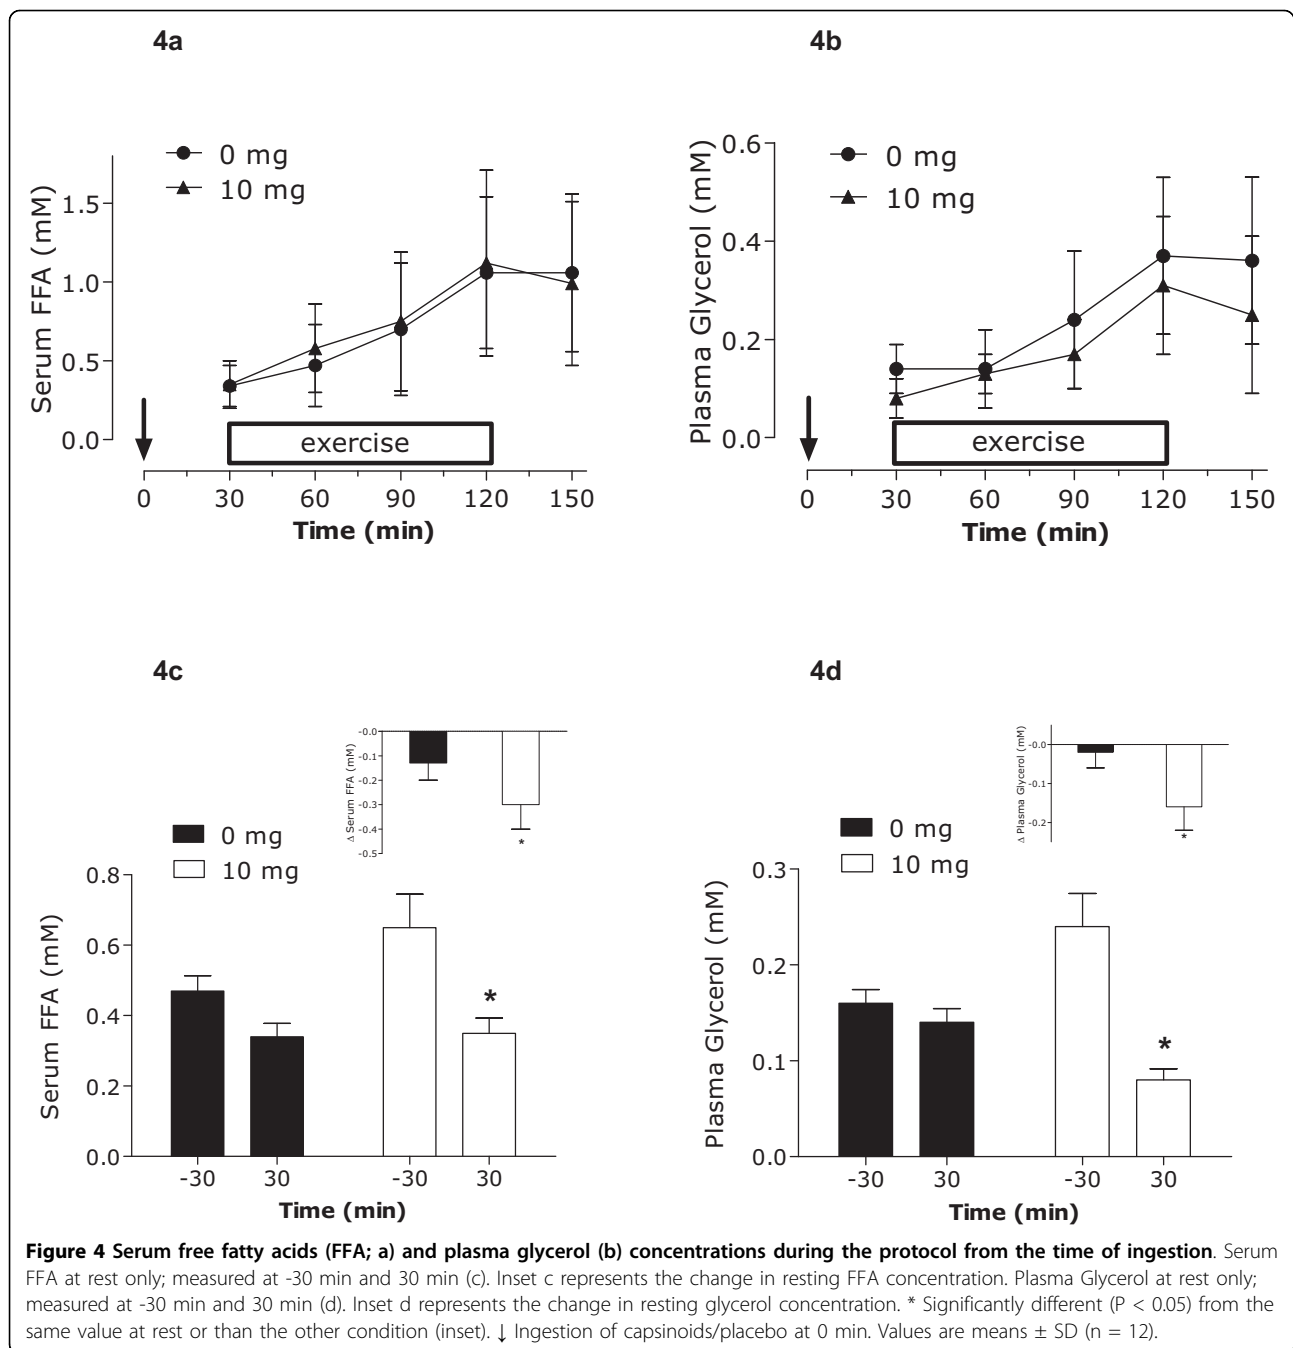 4a
0 mg
10 mg
Serum FFA (mM)
1.5
1.0
0.5
0.0
exercise
0 30 60 90 120 150
Time (min)
4b
0 mg
10 mg
Plasma Glycerol (mM)
0.6
0.4
0.2
0.0
exercise
0 30 60 90 120 150
Time (min)
4c
Δ Serum FFA (mM)
-0.0
-0.1
-0.2
-0.3
-0.4
-0.5
*
0 mg
10 mg
Serum FFA (mM)
0.8
0.6
0.4
0.2
0.0
*
-30 30 -30 30
Time (min)
4d
Δ Plasma Glycerol (mM)
-0.0
-0.1
-0.2
*
0 mg
10 mg
Plasma Glycerol (mM)
0.3
0.2
0.1
0.0
*
-30 30 -30 30
Time (min)
Figure 4 Serum free fatty acids (FFA; a) and plasma glycerol (b) concentrations during the protocol from the time of ingestion. Serum
FFA at rest only; measured at -30 min and 30 min (c). Inset c represents the change in resting FFA concentration. Plasma Glycerol at rest only;
measured at -30 min and 30 min (d). Inset d represents the change in resting glycerol concentration. * Significantly different (P < 0.05) from the
same value at rest or than the other condition (inset). ↓ Ingestion of capsinoids/placebo at 0 min. Values are means ± SD (n = 12).